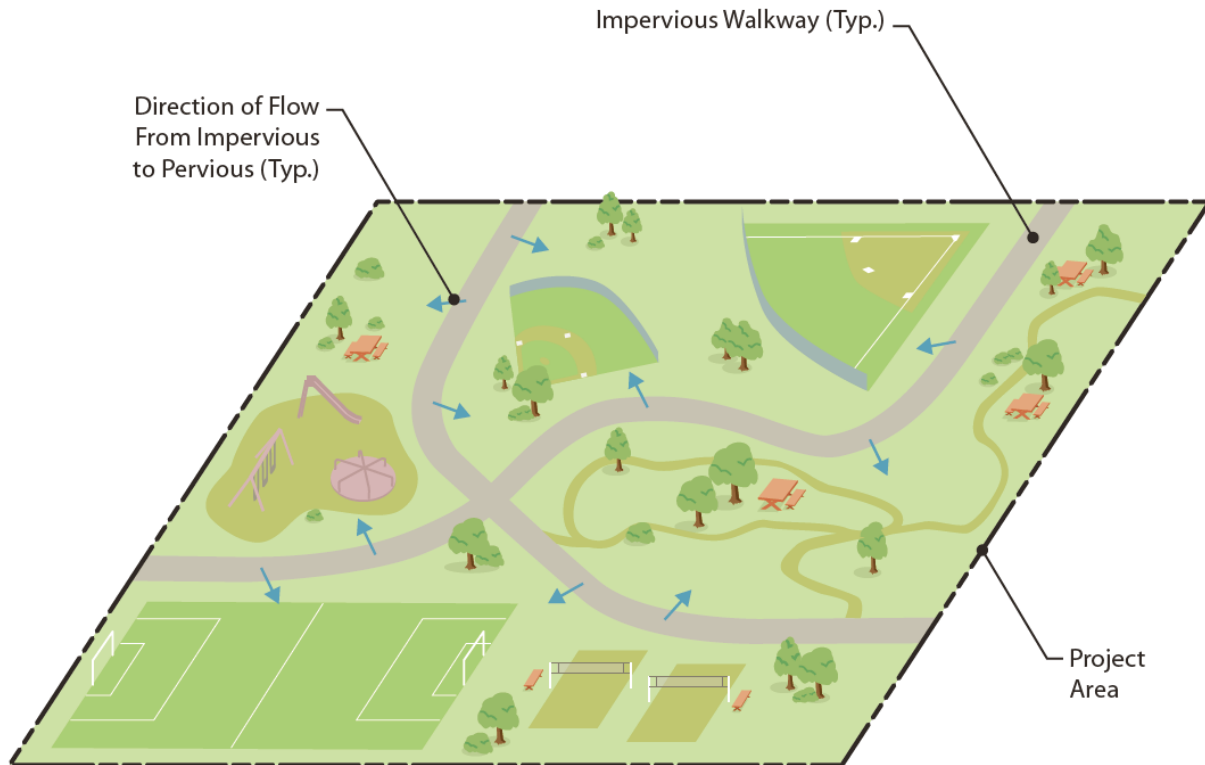 Impervious Walkway (Typ.)
Direction of Flow
From Impervious
to Pervious (Typ.)
Project
Area